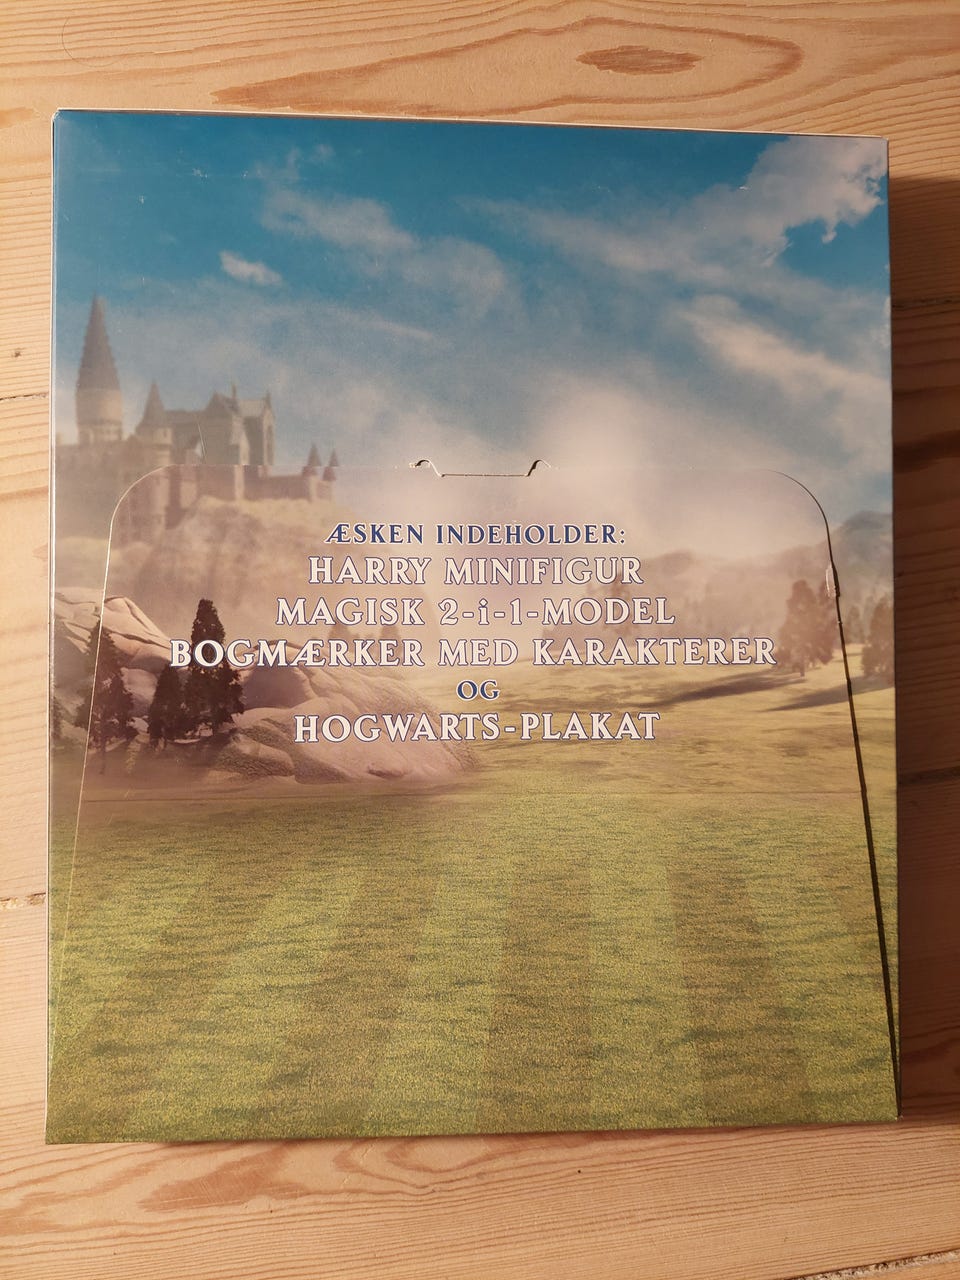 ÆSKEN INDEHOLDER:
HARRY MINIFIGUR
MAGISK 2-i-1-MODEL
BOGMÆRKER MED KARAKTERER
OG
HOGWARTS-PLAKAT